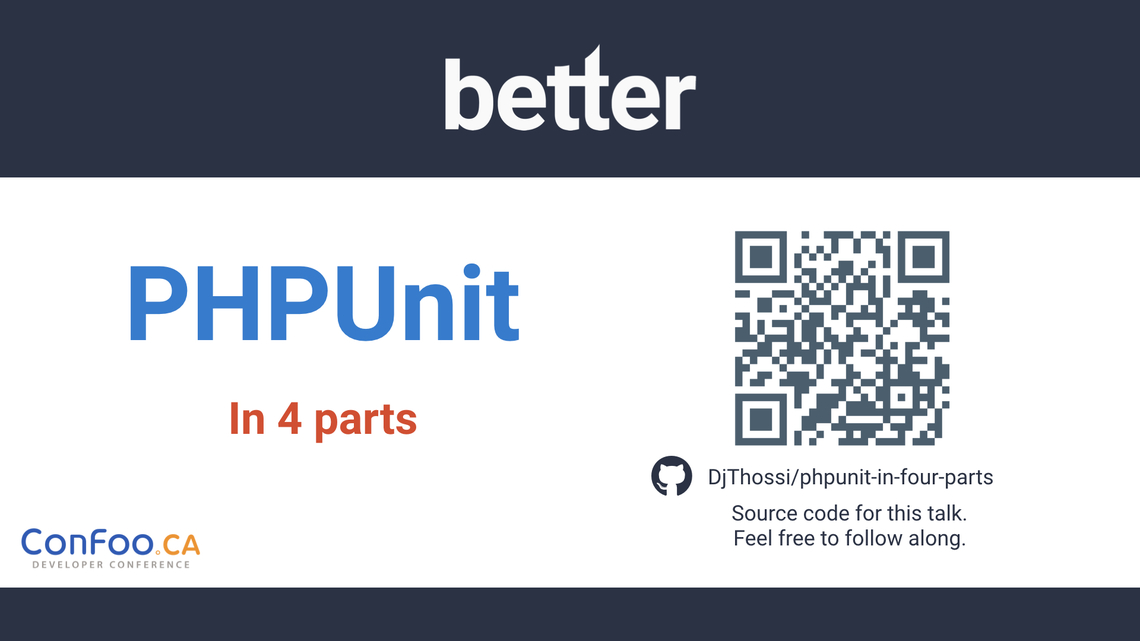 better
PHPUnit
In 4 parts
DjThossi/phpunit-in-four-parts
Source code for this talk.
Feel free to follow along.
ConFoo.CA
DEVELOPER CONFERENCE